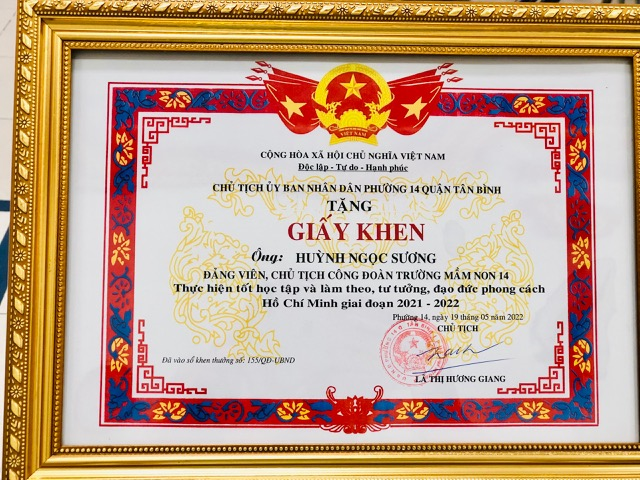 VIỆT NAM
CỘNG HÒA XÃ HỘI CHỦ NGHĨA VIỆT NAM
Độc lập - Tự do - Hạnh phúc
CHỦ TỊCH ỦY BAN NHÂN DÂN PHƯỜNG 14 QUẬN TÂN BÌNH
TẶNG
GIẤY KHEN
Ông: HUỲNH NGỌC SƯƠNG
ĐẢNG VIÊN, CHỦ TỊCH CÔNG ĐOÀN TRƯỜNG MẦM NON 14
Thực hiện tốt học tập và làm theo, tư tưởng, đạo đức phong cách
Hồ Chí Minh giai đoạn 2021 - 2022
Phường 14, ngày 19 tháng 05 năm 2022
CHỦ TỊCH
Đã vào sổ khen thưởng số: 155/QĐ-UBND
LÃ THỊ HƯƠNG GIANG